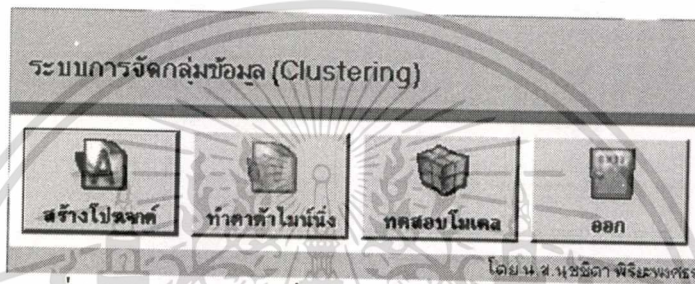 ระบบการจัดกลุ่มข้อมูล {Clustering}
สร้างโปรเจกต์ ทำดาต้าไมน์นิ่ง ทดสอบโมเดล ออก
โดย น.ส.นุชชิดา